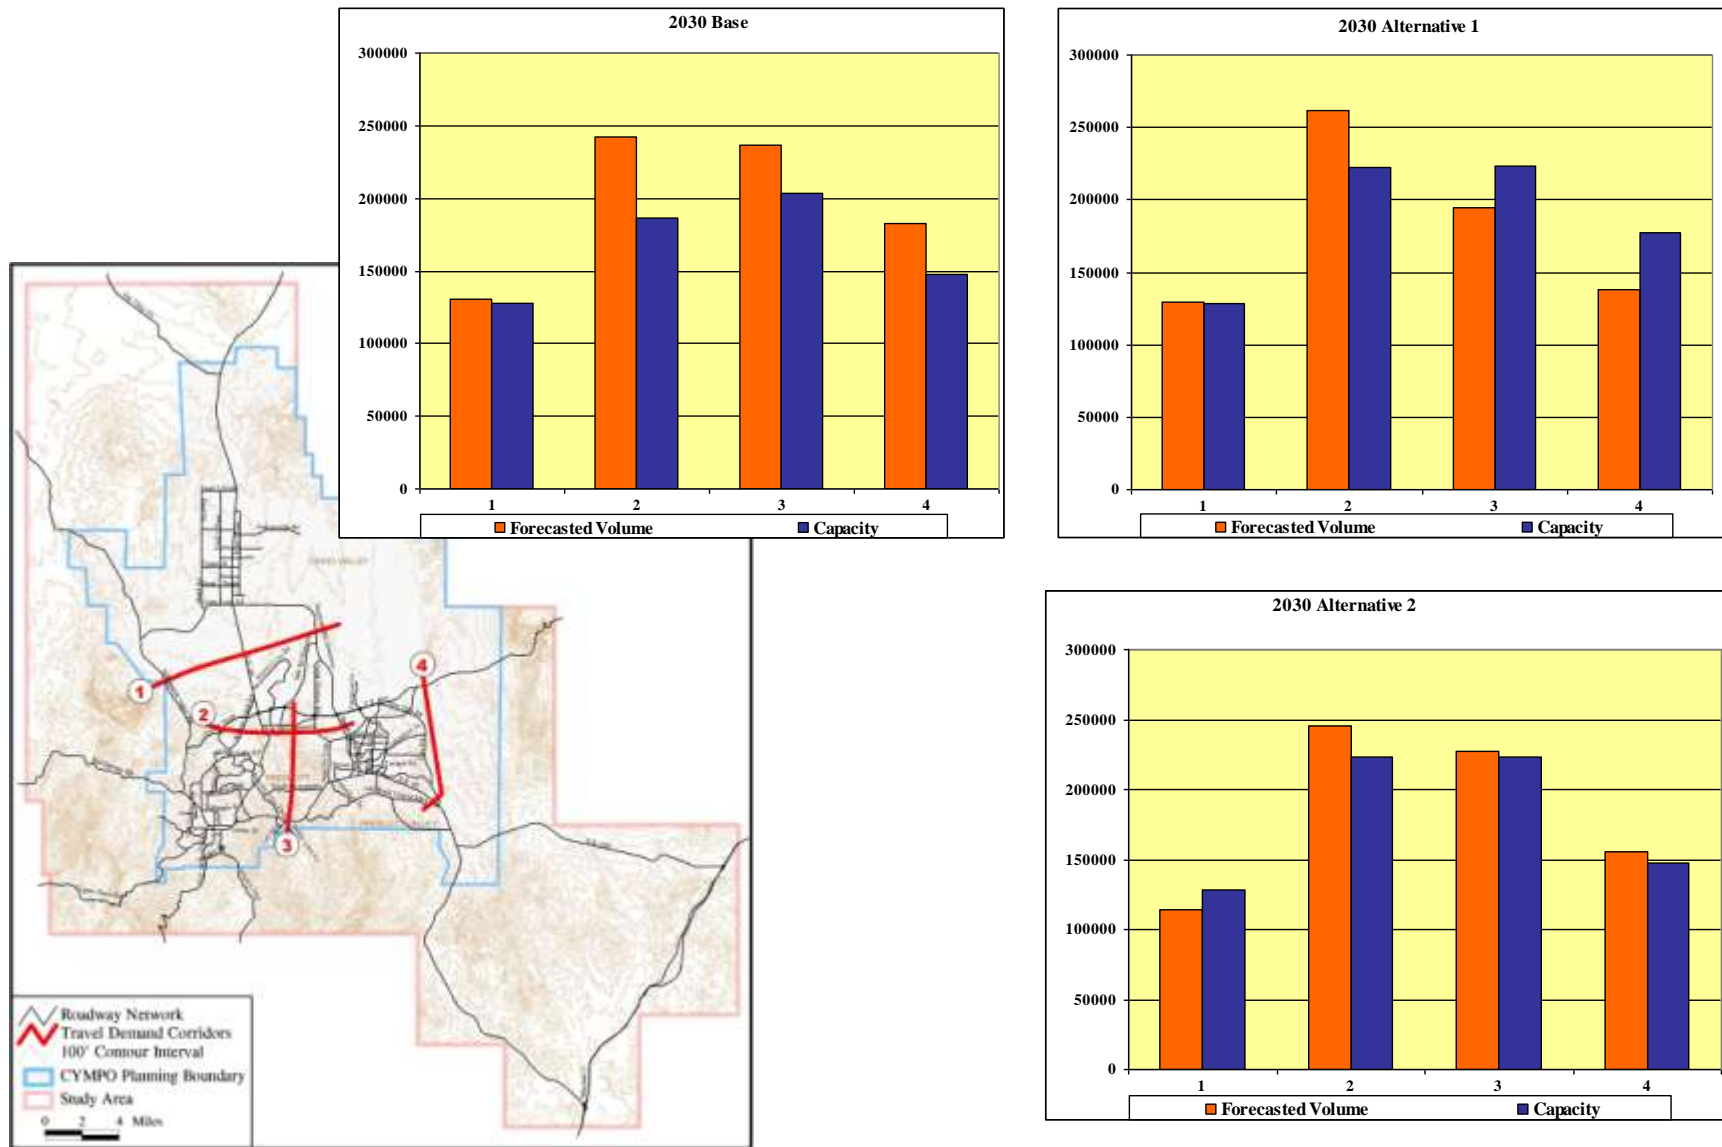 2030 Base
300000
250000
200000
150000
100000
50000
0
1 2 3 4
Forecasted Volume Capacity
2030 Alternative 1
300000
250000
200000
150000
100000
50000
0
1 2 3 4
Forecasted Volume Capacity
2030 Alternative 2
300000
250000
200000
150000
100000
50000
0
1 2 3 4
Forecasted Volume Capacity
1
2
3
4
Roadway Network
Travel Demand Corridors
100' Contour Interval
CYMPO Planning Boundary
Study Area
0 2 4 Miles